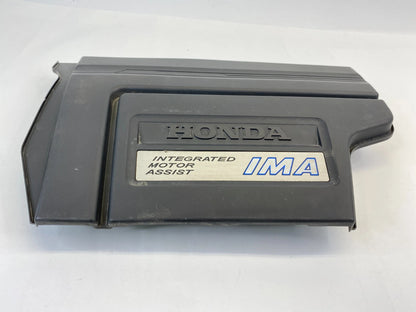 HONDA
INTEGRATED
MOTOR
ASSIST
IMA